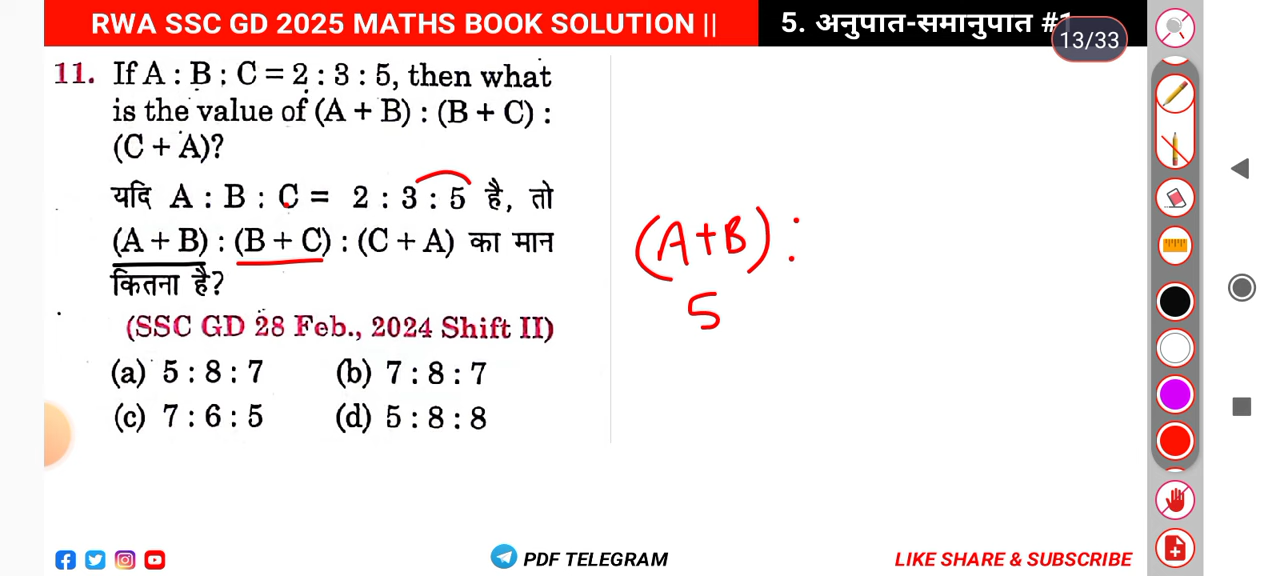 RWA SSC GD 2025 MATHS BOOK SOLUTION || 5. अनुपात-समानुपात #1
13/33
11. If A : B : C = 2 : 3 : 5, then what
is the value of (A + B) : (B + C) :
(C + A)?
यदि A : B : C = 2 : 3 : 5 है, तो
(A + B) : (B + C) : (C + A) का मान
कितना है?
(SSC GD 28 Feb., 2024 Shift II)
(a) 5 : 8 : 7 (b) 7 : 8 : 7
(c) 7 : 6 : 5 (d) 5 : 8 : 8
(A+B) :
5
PDF TELEGRAM
LIKE SHARE & SUBSCRIBE